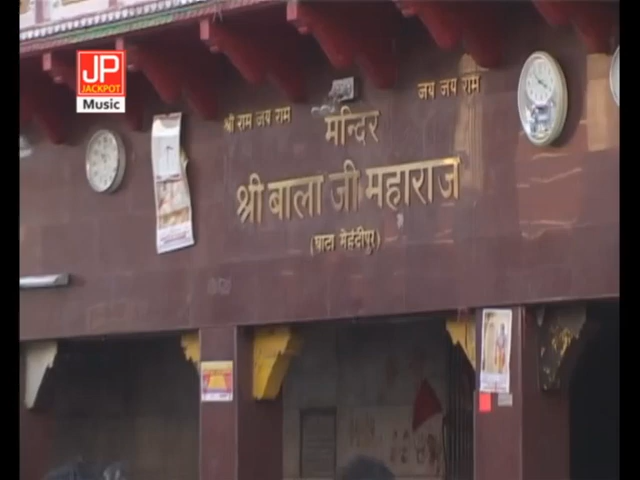 JP
JACKPOT
Music
श्री राम जय राम
जय जय राम
मन्दिर
श्री बाला जी महाराज
(घाटा मेहंदीपुर)